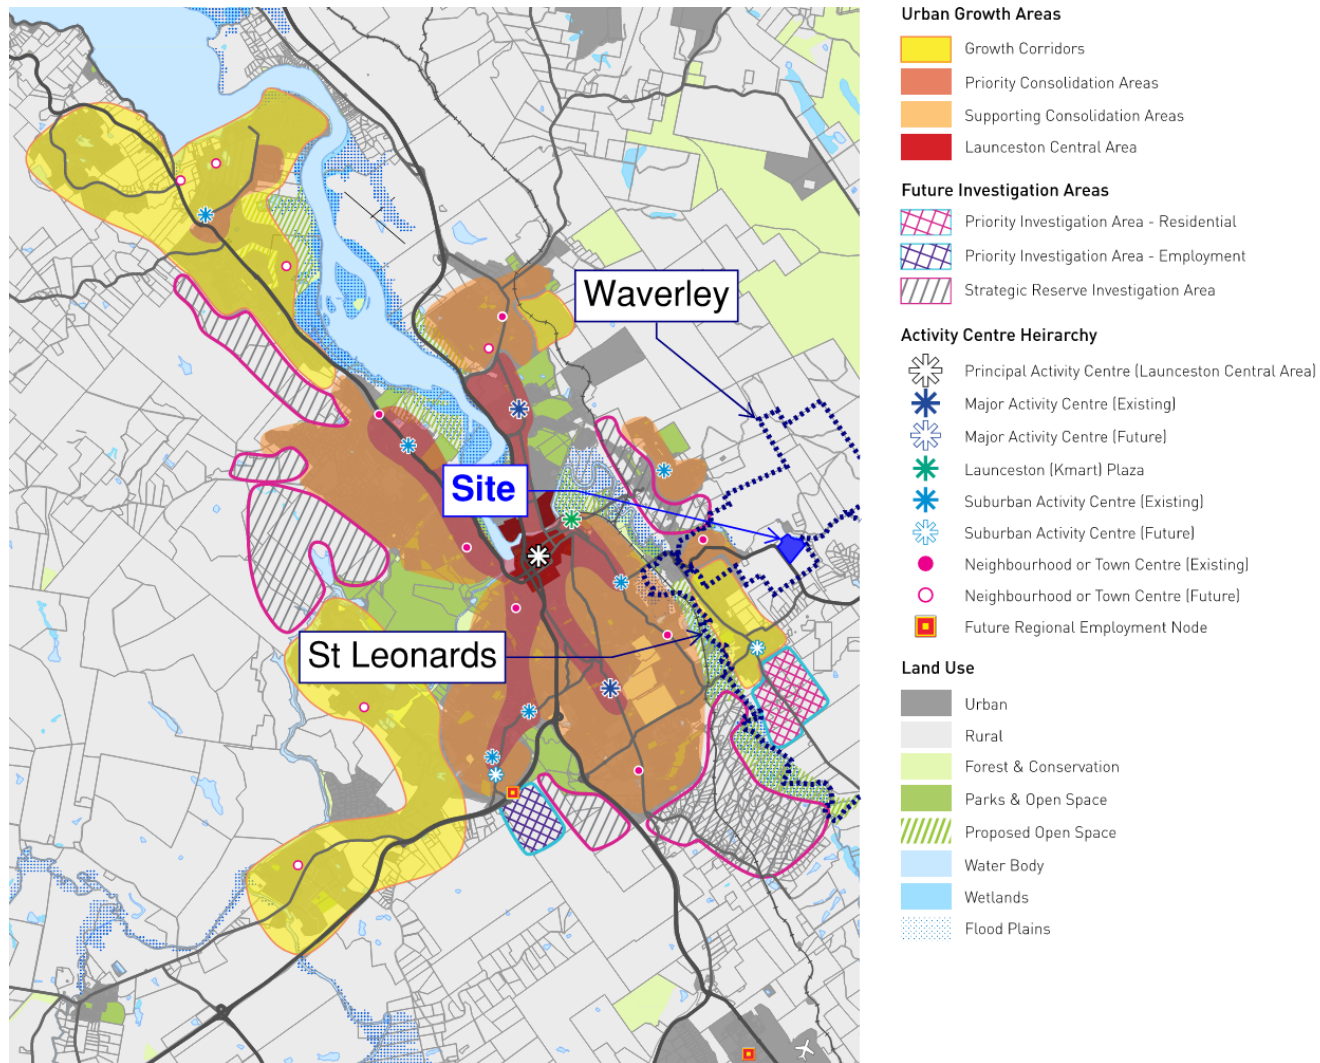 Waverley
Site
St Leonards
Urban Growth Areas
Growth Corridors
Priority Consolidation Areas
Supporting Consolidation Areas
Launceston Central Area
Future Investigation Areas
Priority Investigation Area - Residential
Priority Investigation Area - Employment
Strategic Reserve Investigation Area
Activity Centre Heirarchy
Principal Activity Centre (Launceston Central Area)
Major Activity Centre (Existing)
Major Activity Centre (Future)
Launceston (Kmart) Plaza
Suburban Activity Centre (Existing)
Suburban Activity Centre (Future)
Neighbourhood or Town Centre (Existing)
Neighbourhood or Town Centre (Future)
Future Regional Employment Node
Land Use
Urban
Rural
Forest & Conservation
Parks & Open Space
Proposed Open Space
Water Body
Wetlands
Flood Plains